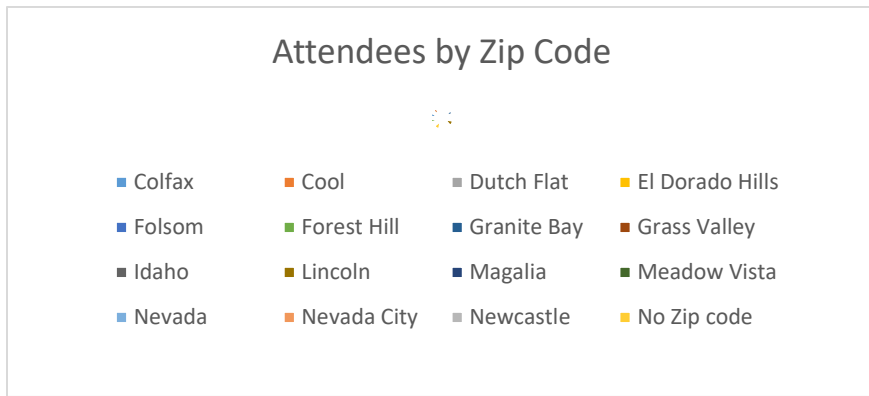 Attendees by Zip Code
Colfax Cool Dutch Flat El Dorado Hills
Folsom Forest Hill Granite Bay Grass Valley
Idaho Lincoln Magalia Meadow Vista
Nevada Nevada City Newcastle No Zip code